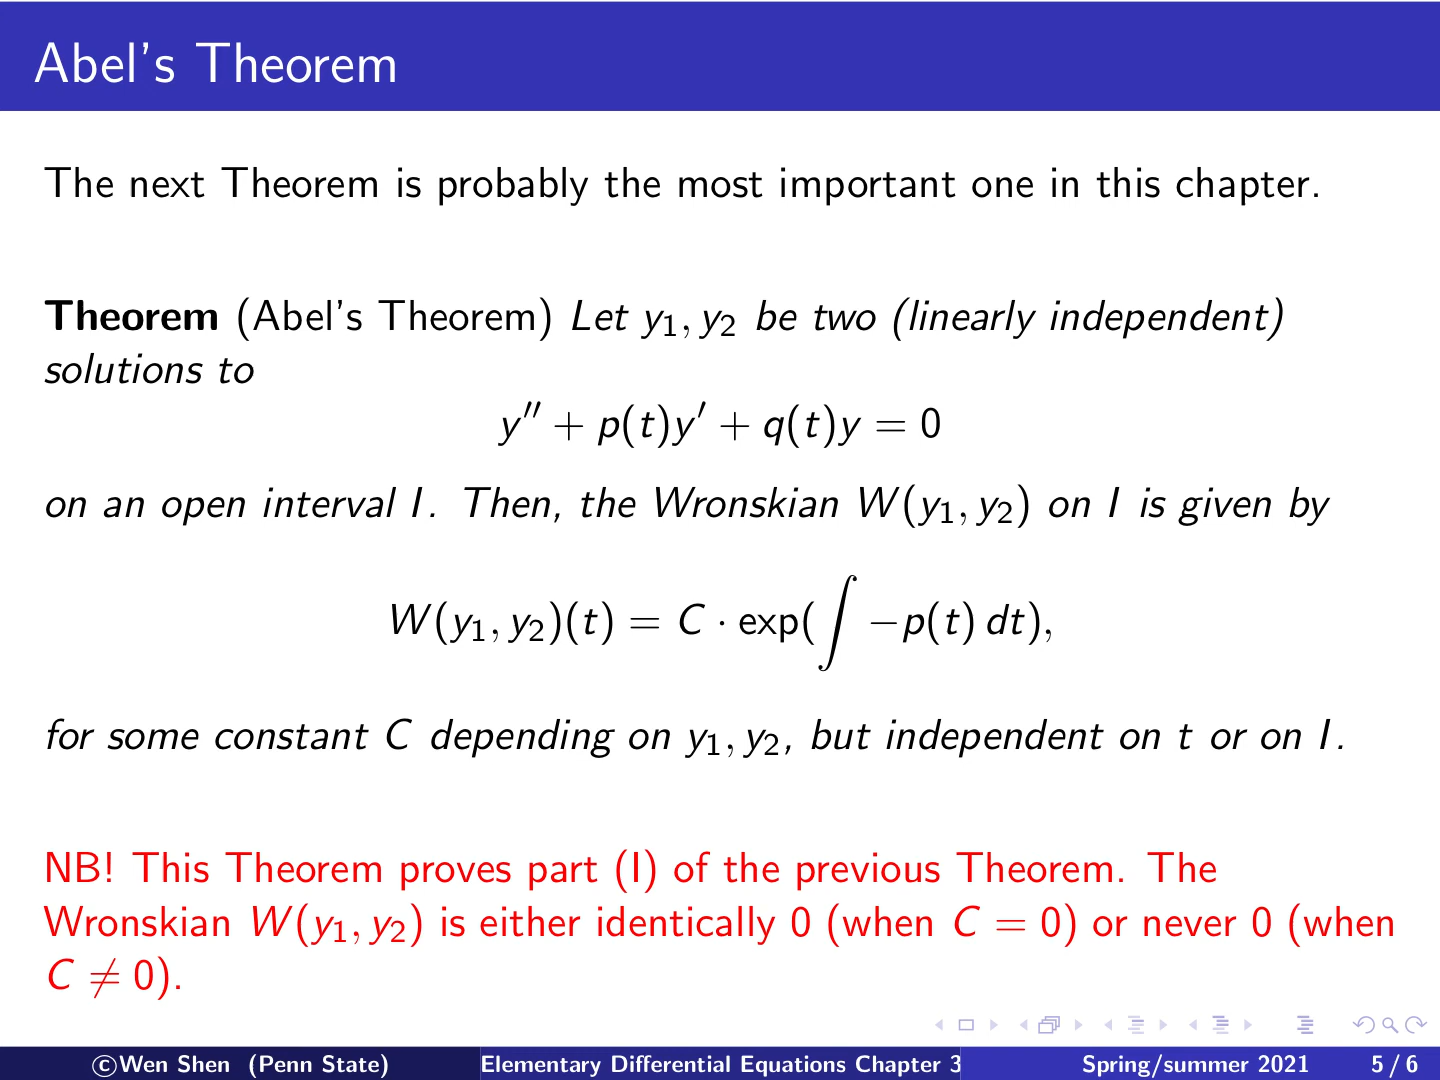 Abel's Theorem
The next Theorem is probably the most important one in this chapter.
Theorem (Abel's Theorem) Let y₁, y₂ be two (linearly independent)
solutions to
y″ + p(t)y′ + q(t)y = 0
on an open interval I. Then, the Wronskian W(y₁, y₂) on I is given by
W(y₁, y₂)(t) = C · exp(∫ −p(t) dt),
for some constant C depending on y₁, y₂, but independent on t or on I.
NB! This Theorem proves part (I) of the previous Theorem. The
Wronskian W(y₁, y₂) is either identically 0 (when C = 0) or never 0 (when
C ≠ 0).
©Wen Shen (Penn State) Elementary Differential Equations Chapter 3 Spring/summer 2021 5 / 6